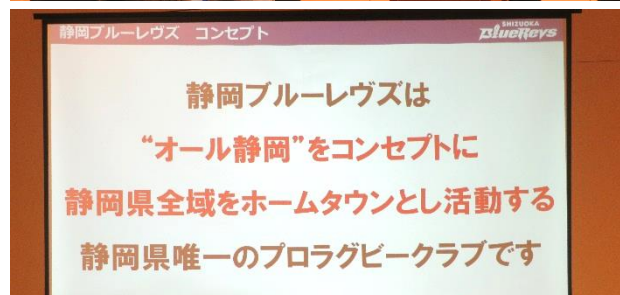 静岡ブルーレヴズ コンセプト
SHIZUOKA
BlueRevs
静岡ブルーレヴズは
“オール静岡”をコンセプトに
静岡県全域をホームタウンとし活動する
静岡県唯一のプロラグビークラブです